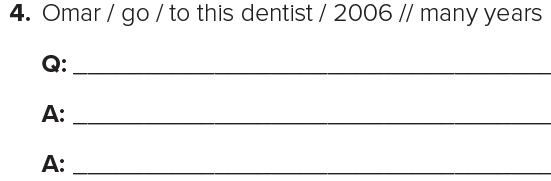 4. Omar / go / to this dentist / 2006 // many years
Q:
A:
A: